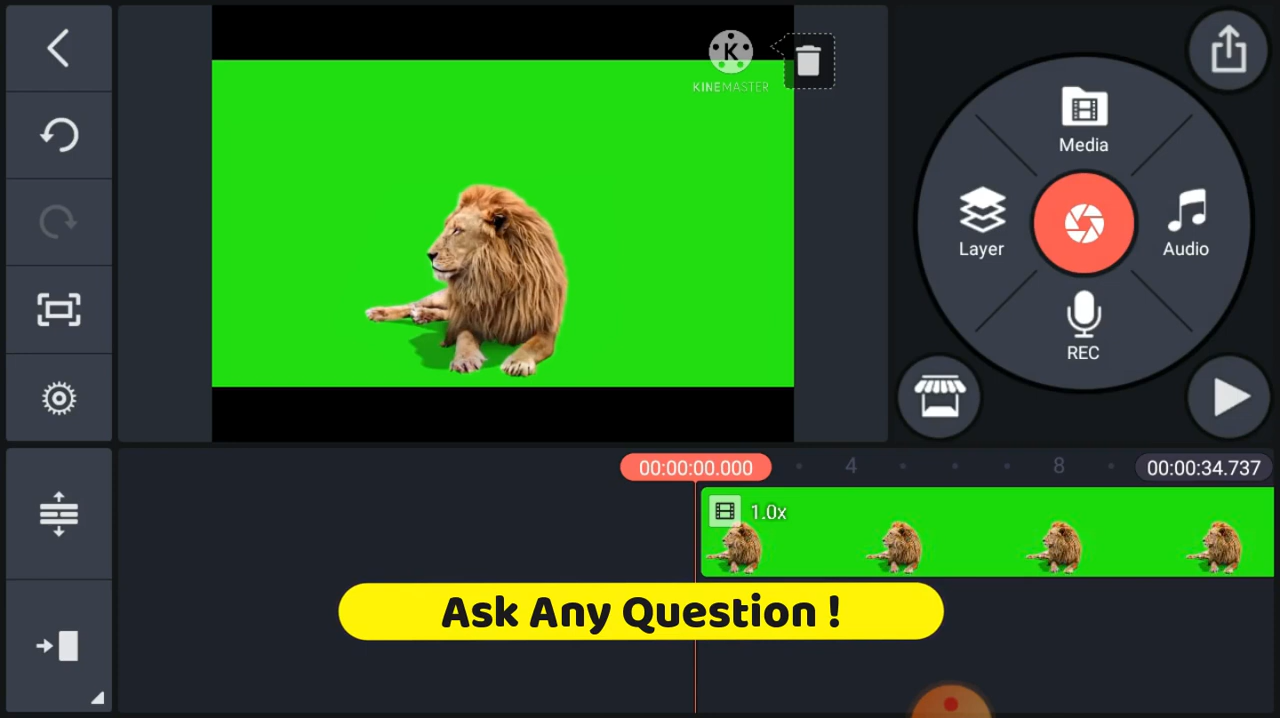 KINEMASTER
Media
Layer
Audio
REC
00:00:00.000
4
8
00:00:34.737
1.0x
Ask Any Question !